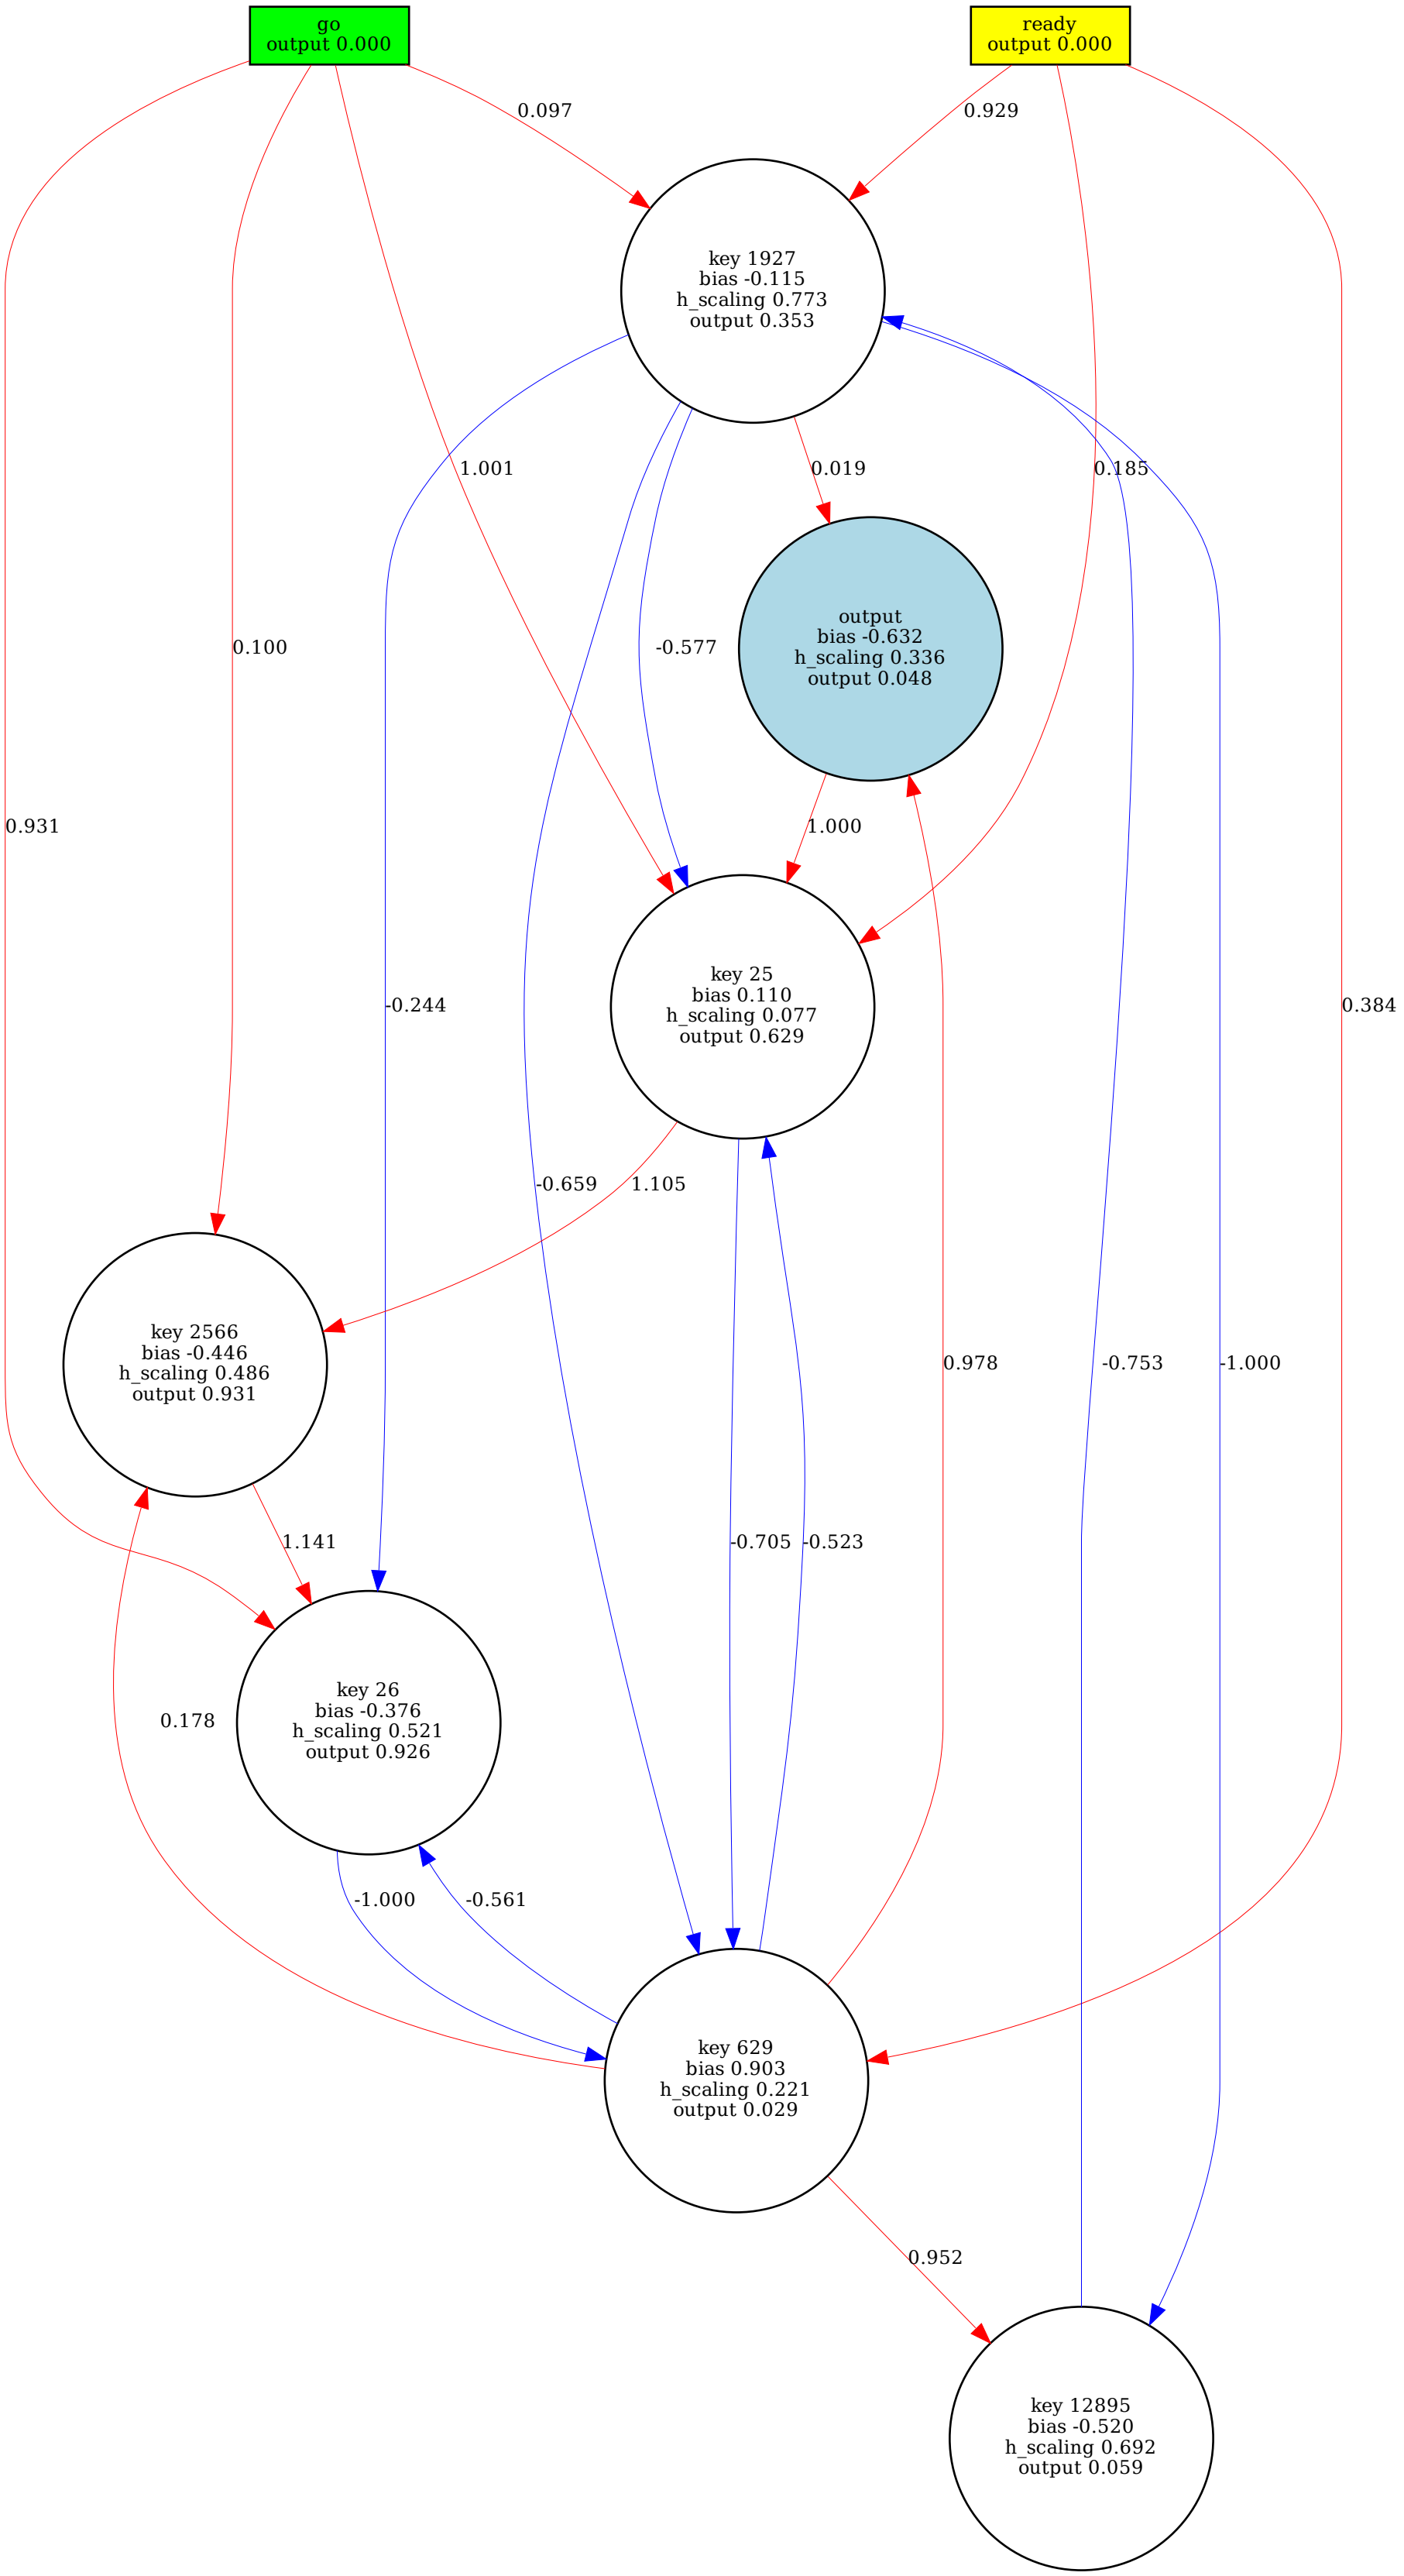 go
output 0.000
ready
output 0.000
0.097
0.929
key 1927
bias -0.115
h_scaling 0.773
output 0.353
1.001
0.019
0.185
0.100
-0.577
output
bias -0.632
h_scaling 0.336
output 0.048
0.931
1.000
-0.244
key 25
bias 0.110
h_scaling 0.077
output 0.629
0.384
-0.659
1.105
key 2566
bias -0.446
h_scaling 0.486
output 0.931
0.978
-0.753
-1.000
1.141
-0.705
-0.523
0.178
key 26
bias -0.376
h_scaling 0.521
output 0.926
-1.000
-0.561
key 629
bias 0.903
h_scaling 0.221
output 0.029
0.952
key 12895
bias -0.520
h_scaling 0.692
output 0.059